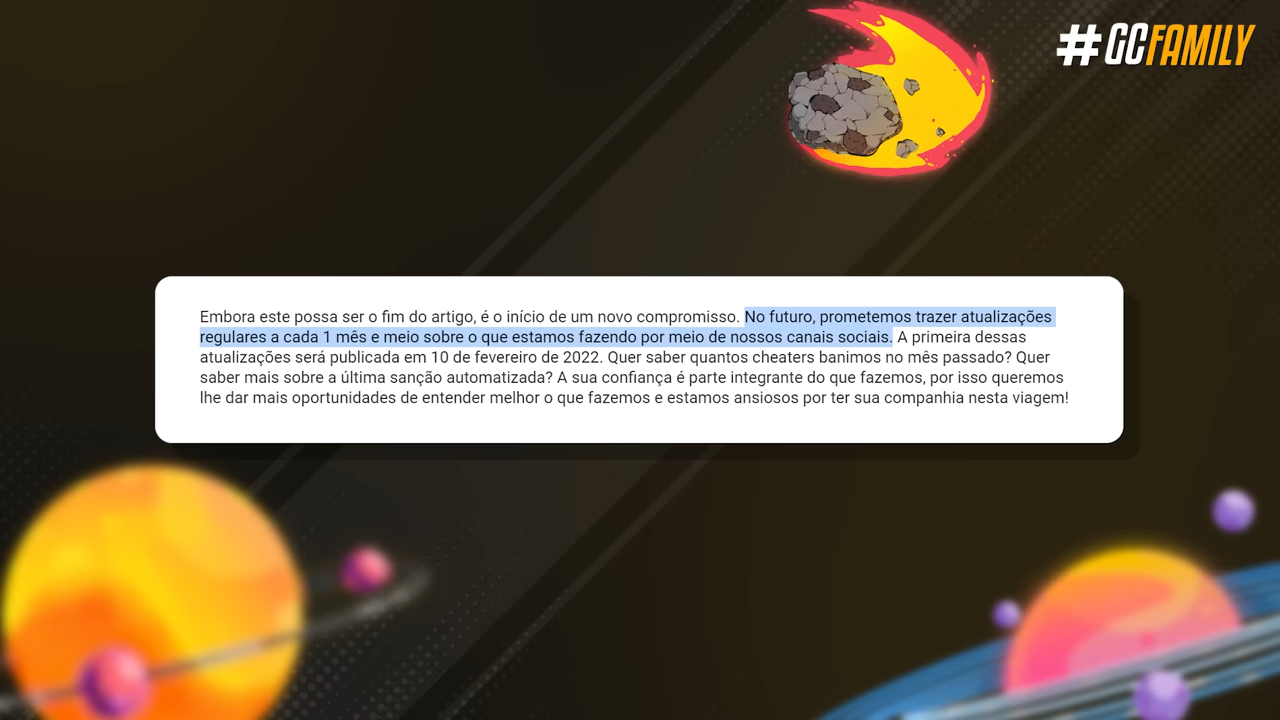 #GCFAMILY
Embora este possa ser o fim do artigo, é o início de um novo compromisso. No futuro, prometemos trazer atualizações
regulares a cada 1 mês e meio sobre o que estamos fazendo por meio de nossos canais sociais. A primeira dessas
atualizações será publicada em 10 de fevereiro de 2022. Quer saber quantos cheaters banimos no mês passado? Quer
saber mais sobre a última sanção automatizada? A sua confiança é parte integrante do que fazemos, por isso queremos
lhe dar mais oportunidades de entender melhor o que fazemos e estamos ansiosos por ter sua companhia nesta viagem!